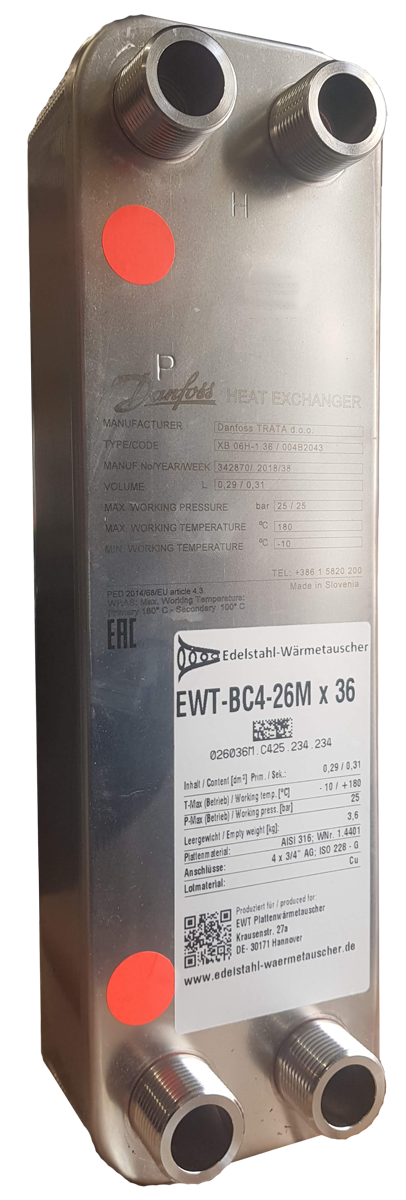 H
P
Danfoss HEAT EXCHANGER
MANUFACTURER Danfoss TRATA d.o.o.
TYPE/CODE XB 06H-1 36 / 004B2043
MANUF.No/YEAR/WEEK 342870/ 2018/38
VOLUME L 0,29 / 0,31
MAX. WORKING PRESSURE bar 25 / 25
MAX. WORKING TEMPERATURE ºC 180
MIN. WORKING TEMPERATURE ºC -10
TEL: +386 1 5820 200
PED 2014/68/EU article 4.3 Made in Slovenia
WRAS: Max. Working Temperature:
Primary 180° C - Secondary 100° C
EAC
Edelstahl-Wärmetauscher
EWT-BC4-26M x 36
026036M.C425.234.234
Inhalt / Content [dm³] Prim. / Sek.: 0,29 / 0,31
T-Max (Betrieb) / Working temp. [°C] - 10 / +180
P-Max (Betrieb) / Working press. [bar] 25
Leergewicht / Empty weight [kg]: 3,6
Plattenmaterial: AISI 316; WNr. 1.4401
Anschlüsse: 4 x 3/4" AG; ISO 228 - G
Lotmaterial: Cu
Produziert für / produced for:
EWT Plattenwärmetauscher
Krausenstr. 27a
DE- 30171 Hannover
www.edelstahl-waermetauscher.de